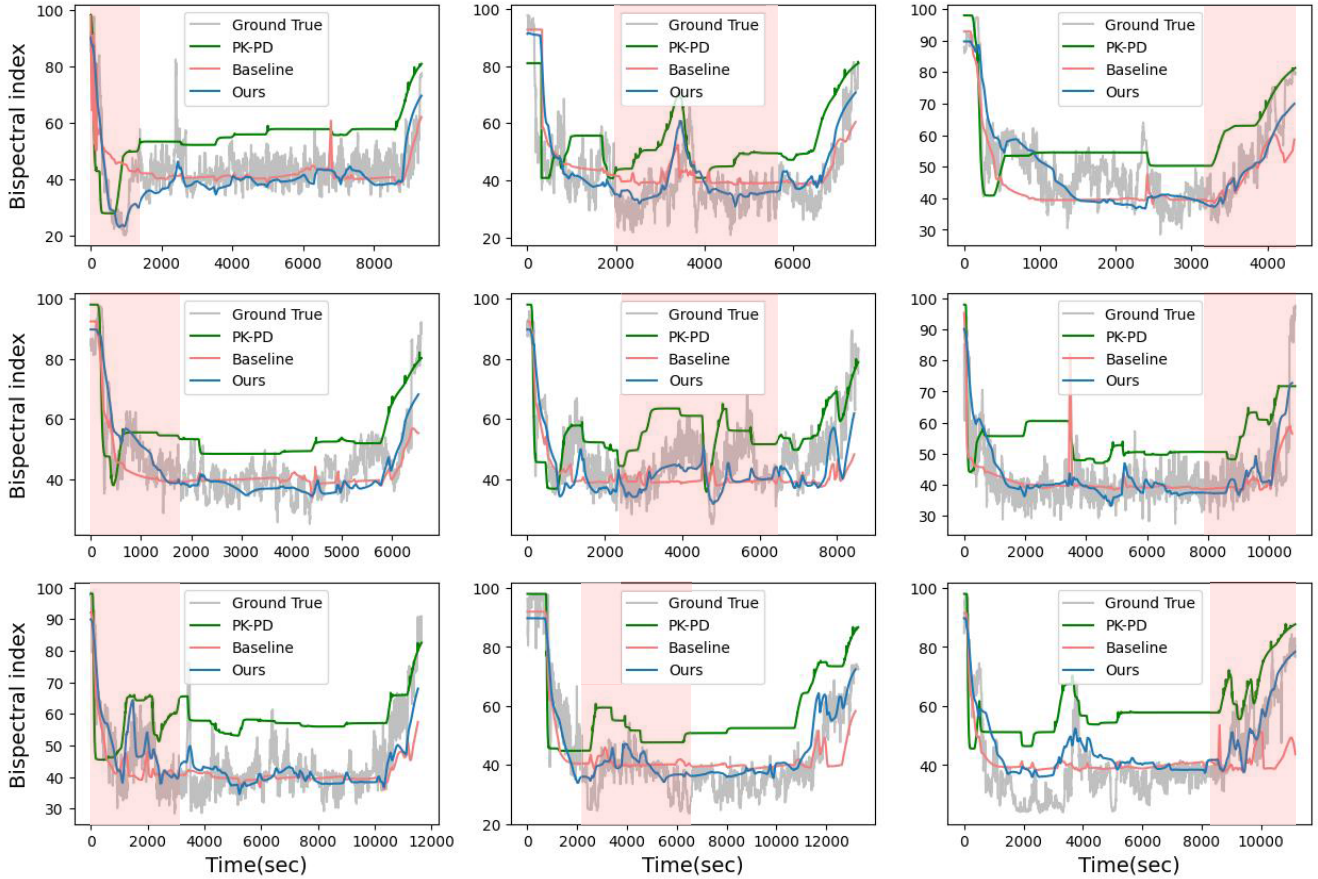 Bispectral index
100
80
60
40
20
0 2000 4000 6000 8000
Ground True
PK-PD
Baseline
Ours
100
80
60
40
20
0 2000 4000 6000
Ground True
PK-PD
Baseline
Ours
100
90
80
70
60
50
40
30
0 1000 2000 3000 4000
Ground True
PK-PD
Baseline
Ours
Bispectral index
100
80
60
40
0 1000 2000 3000 4000 5000 6000
Ground True
PK-PD
Baseline
Ours
100
80
60
40
0 2000 4000 6000 8000
Ground True
PK-PD
Baseline
Ours
100
90
80
70
60
50
40
30
0 2000 4000 6000 8000 10000
Ground True
PK-PD
Baseline
Ours
Bispectral index
100
90
80
70
60
50
40
30
0 2000 4000 6000 8000 10000 12000
Ground True
PK-PD
Baseline
Ours
Time(sec)
100
80
60
40
20
0 2000 4000 6000 8000 10000 12000
Ground True
PK-PD
Baseline
Ours
Time(sec)
100
80
60
40
0 2000 4000 6000 8000 10000
Ground True
PK-PD
Baseline
Ours
Time(sec)